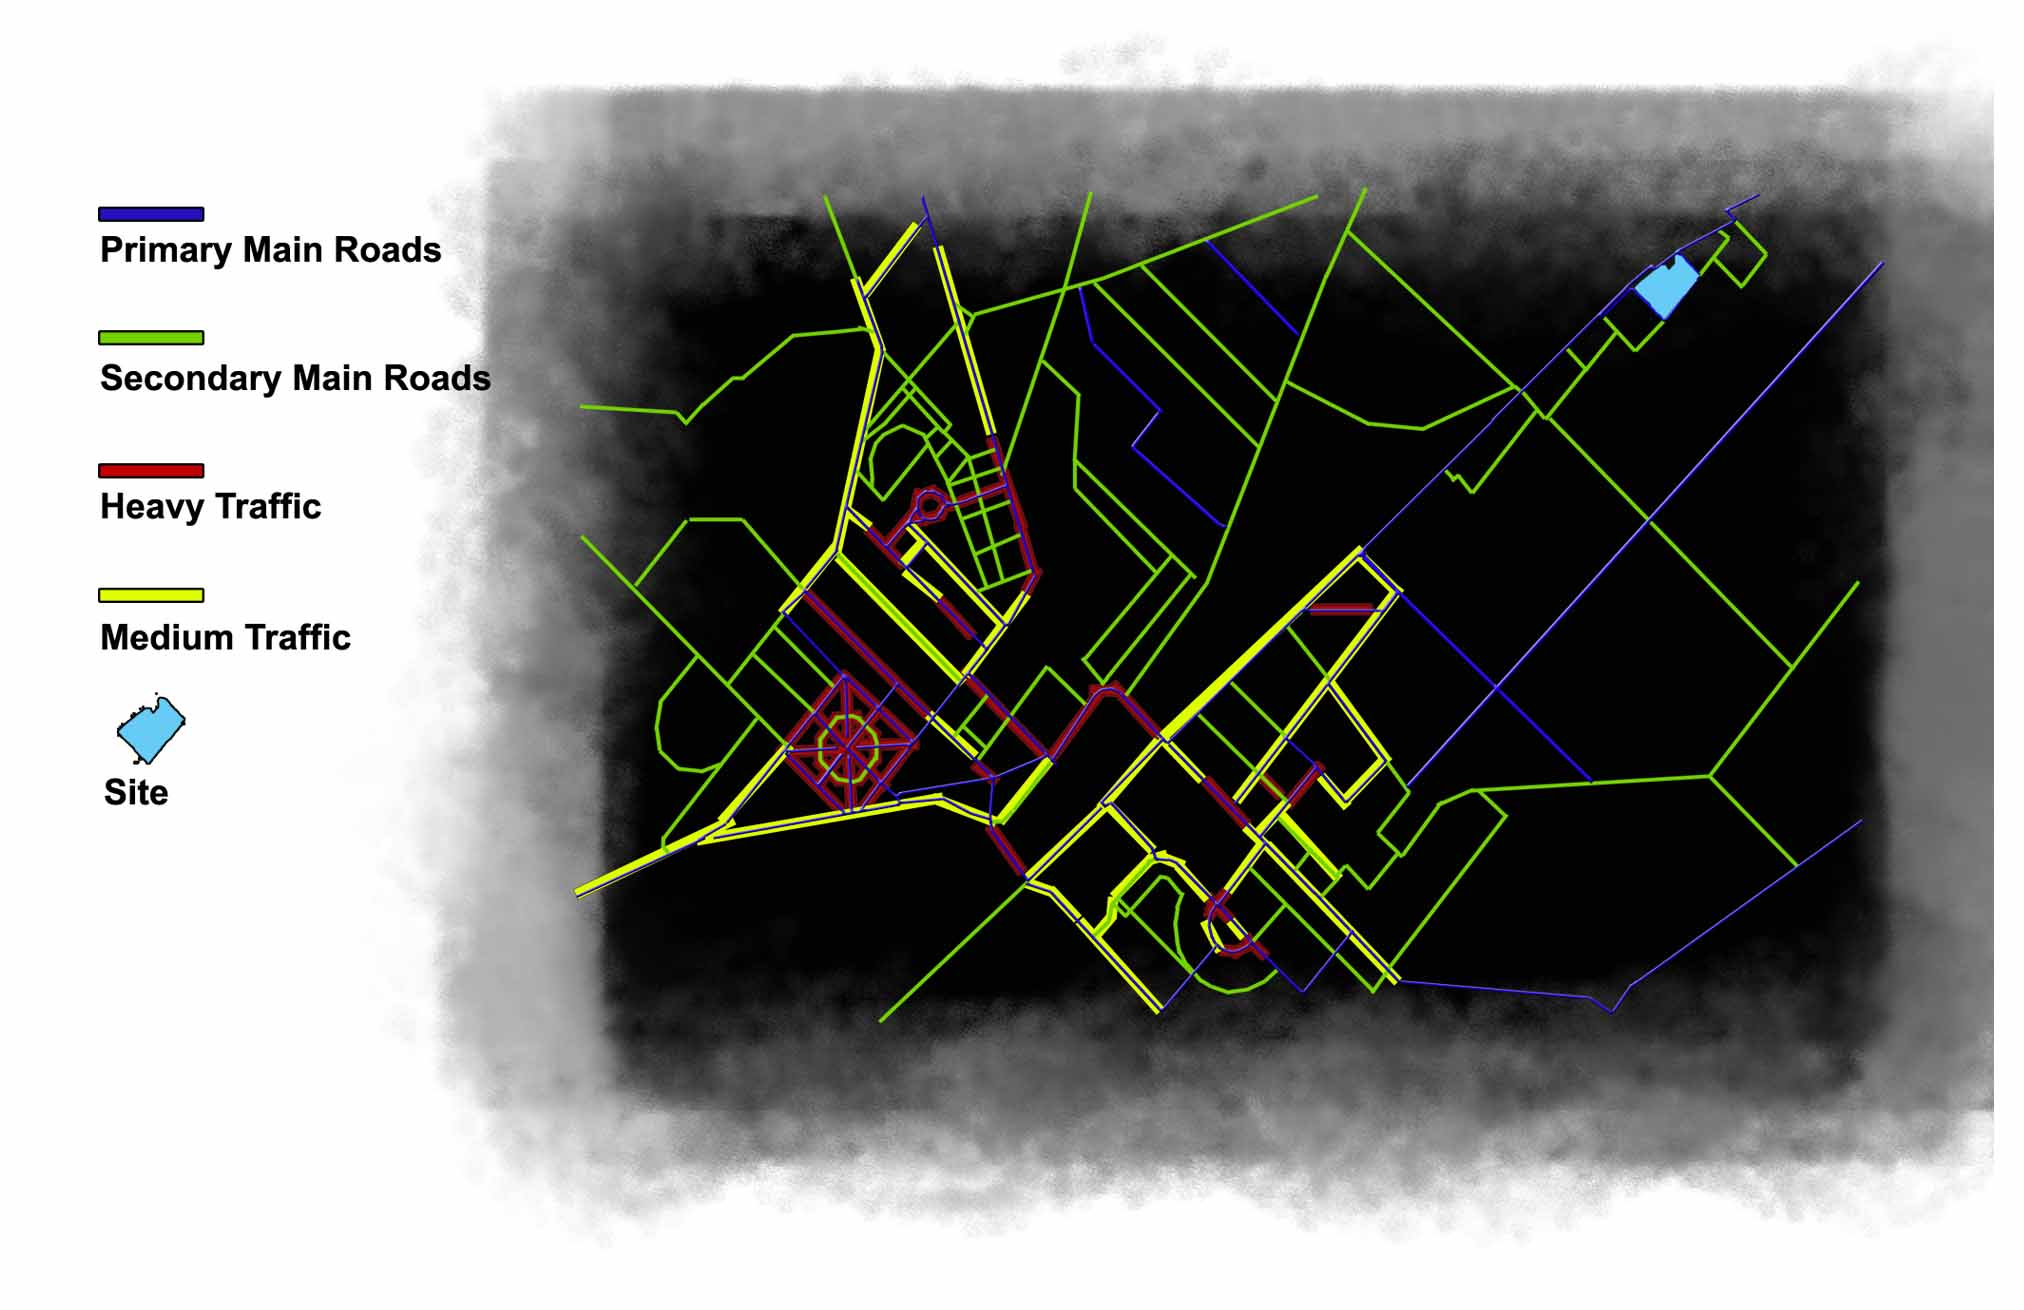 Primary Main Roads
Secondary Main Roads
Heavy Traffic
Medium Traffic
Site